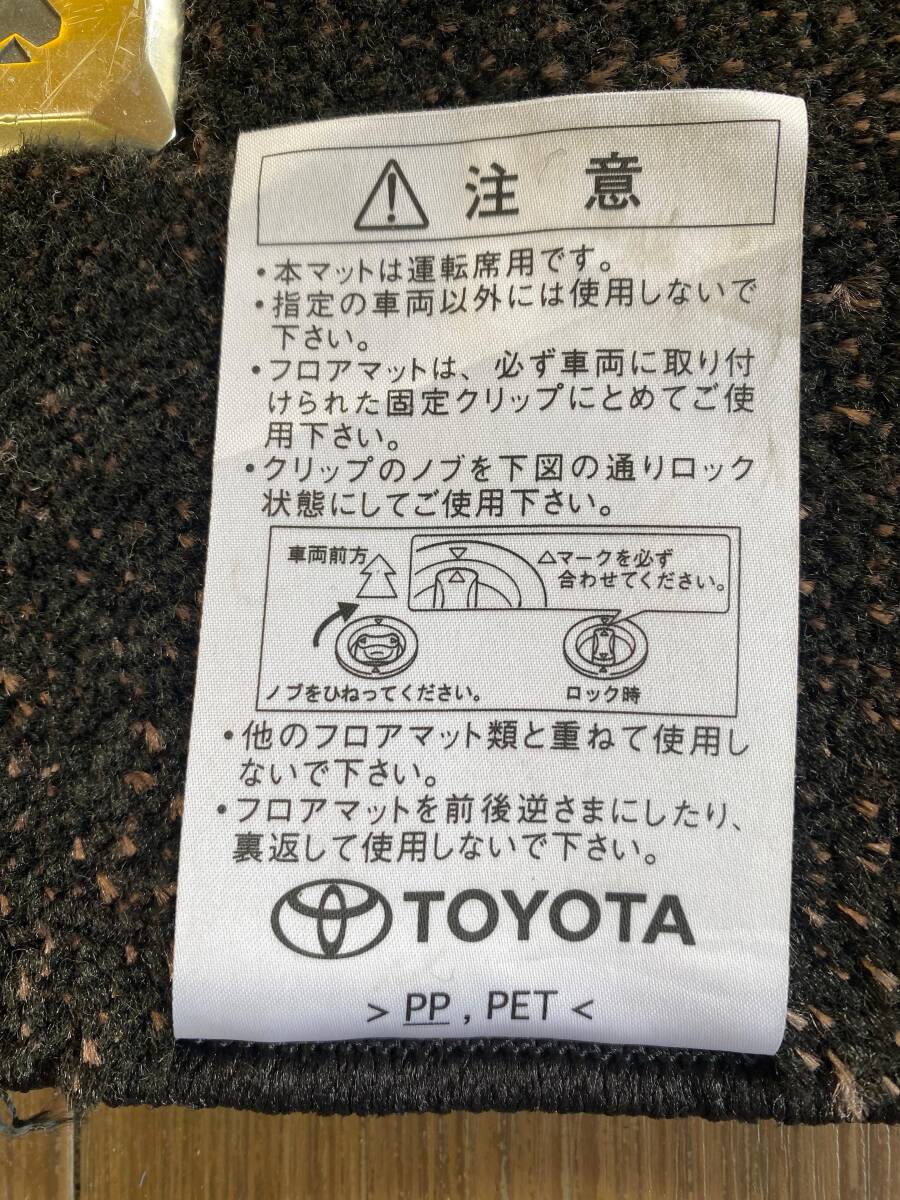 注意
・本マットは運転席用です。
・指定の車両以外には使用しないで
下さい。
・フロアマットは、必ず車両に取り付
けられた固定クリップにとめてご使
用下さい。
・クリップのノブを下図の通りロック
状態にしてご使用下さい。
車両前方
△マークを必ず
合わせてください。
ノブをひねってください。
ロック時
・他のフロアマット類と重ねて使用し
ないで下さい。
・フロアマットを前後逆さまにしたり、
裏返して使用しないで下さい。
TOYOTA
> PP , PET <